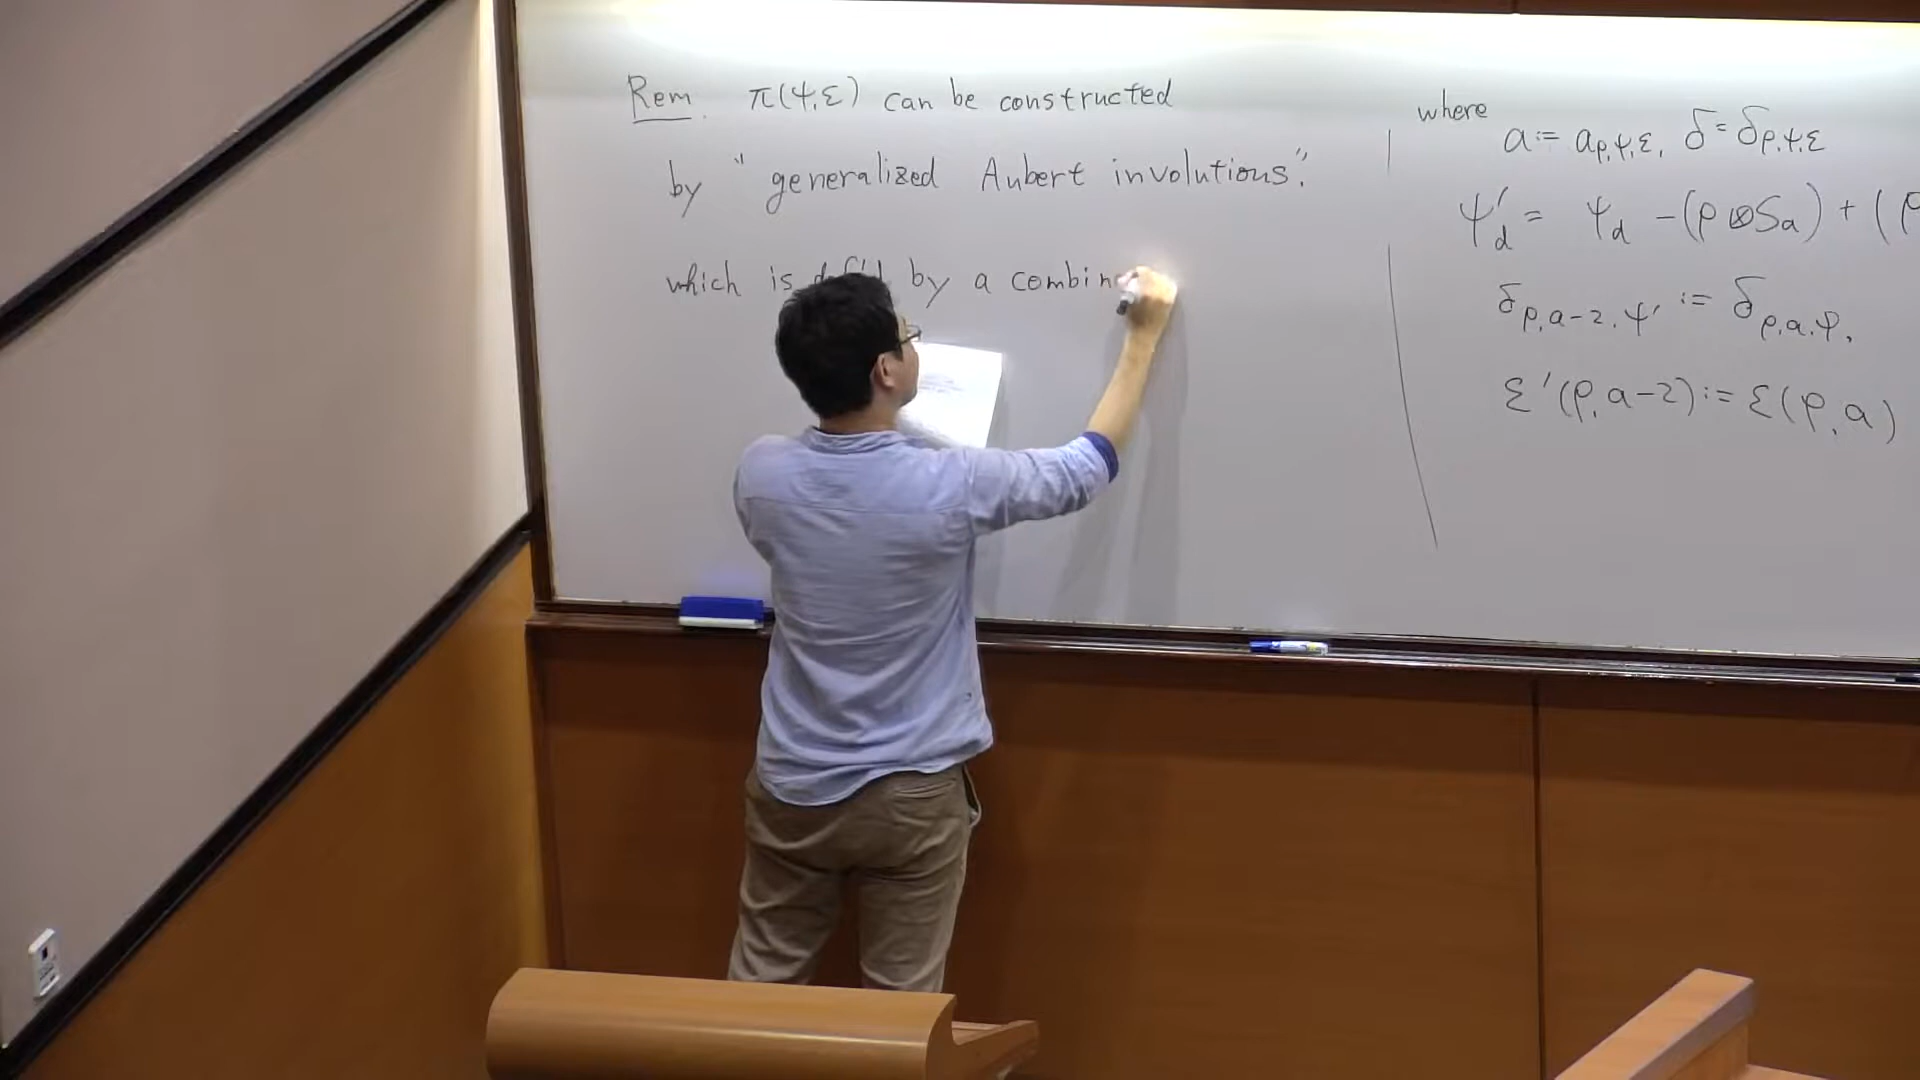 Rem. π(ψ,ε) can be constructed
by "generalized Aubert involutions".
which is def'd by a combin
where
a := a_{ρ,ψ,ε}, δ = δ_{ρ,ψ,ε}
ψ'_d = ψ_d - (ρ⊗S_a) + (ρ
δ_{ρ,a-2,ψ'} := δ_{ρ,a,φ},
ε'(ρ,a-2) := ε(ρ,a)